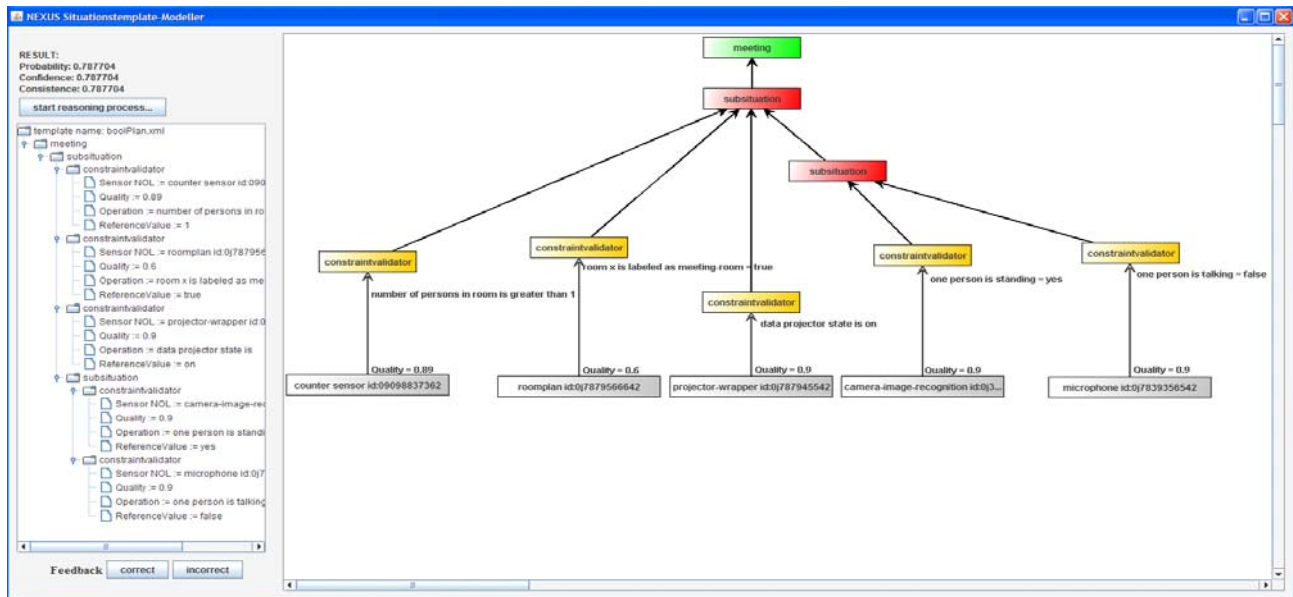 NEXUS Situationstemplate-Modeller
RESULT:
Probability: 0.787704
Confidence: 0.787704
Consistence: 0.787704
start reasoning process...
template name: boolPlan.xml
meeting
subsituation
constraintvalidator
Sensor NOL := counter sensor id:090
Quality := 0.89
Operation := number of persons in ro
ReferenceValue := 1
constraintvalidator
Sensor NOL := roomplan id:0j787956
Quality := 0.6
Operation := room x is labeled as me
ReferenceValue := true
constraintvalidator
Sensor NOL := projector-wrapper id:0
Quality := 0.9
Operation := data projector state is
ReferenceValue := on
subsituation
constraintvalidator
Sensor NOL := camera-image-rec
Quality := 0.9
Operation := one person is standi
ReferenceValue := yes
constraintvalidator
Sensor NOL := microphone id:0j7
Quality := 0.9
Operation := one person is talking
ReferenceValue := false
Feedback correct incorrect
meeting
subsituation
subsituation
constraintvalidator
constraintvalidator
constraintvalidator
constraintvalidator
constraintvalidator
number of persons in room is greater than 1
room x is labeled as meeting-room = true
data projector state is on
one person is standing = yes
one person is talking = false
Quality = 0.89
Quality = 0.6
Quality = 0.9
Quality = 0.9
Quality = 0.9
counter sensor id:09098837362
roomplan id:0j7879566642
projector-wrapper id:0j787945542
camera-image-recognition id:0j3...
microphone id:0j7839356542